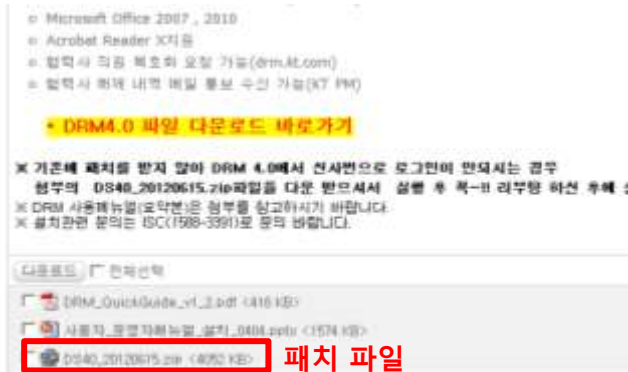 Microsoft Office 2007 , 2010
Acrobat Reader X지원
협력사 직원 복호화 요청 가능(drm.kt.com)
협력사 해제 내역 메일 통보 수신 가능(KT PM)
• DRM4.0 파일 다운로드 바로가기
※ 기존에 패치를 받지 않아 DRM 4.0에서 전사번으로 로그인이 안되시는 경우
첨부의 DS40_20120615.zip파일을 다운 받으셔서 실행 후 꼭~!! 리부팅 하신 후에
※ DRM 사용메뉴얼(요약본)은 첨부를 참고하시기 바랍니다.
※ 설치관련 문의는 ISC(1588-3391)로 문의 바랍니다.
다운로드 전체선택
DRM_QuickGuide_v1_2.pdf <416 KB>
사용자_운영자메뉴얼_설치_0404.pptx <1574 KB>
DS40_20120615.zip <4052 KB> 패치 파일